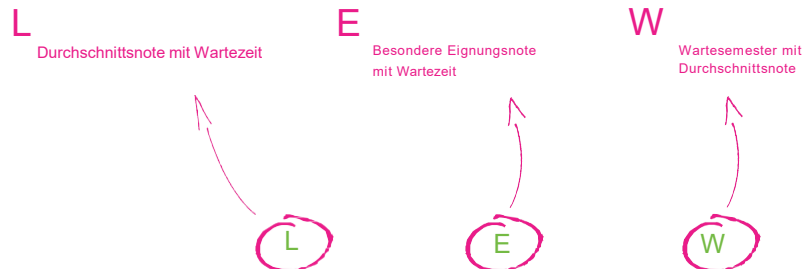 L
Durchschnittsnote mit Wartezeit
E
Besondere Eignungsnote
mit Wartezeit
W
Wartesemester mit
Durchschnittsnote
L
E
W